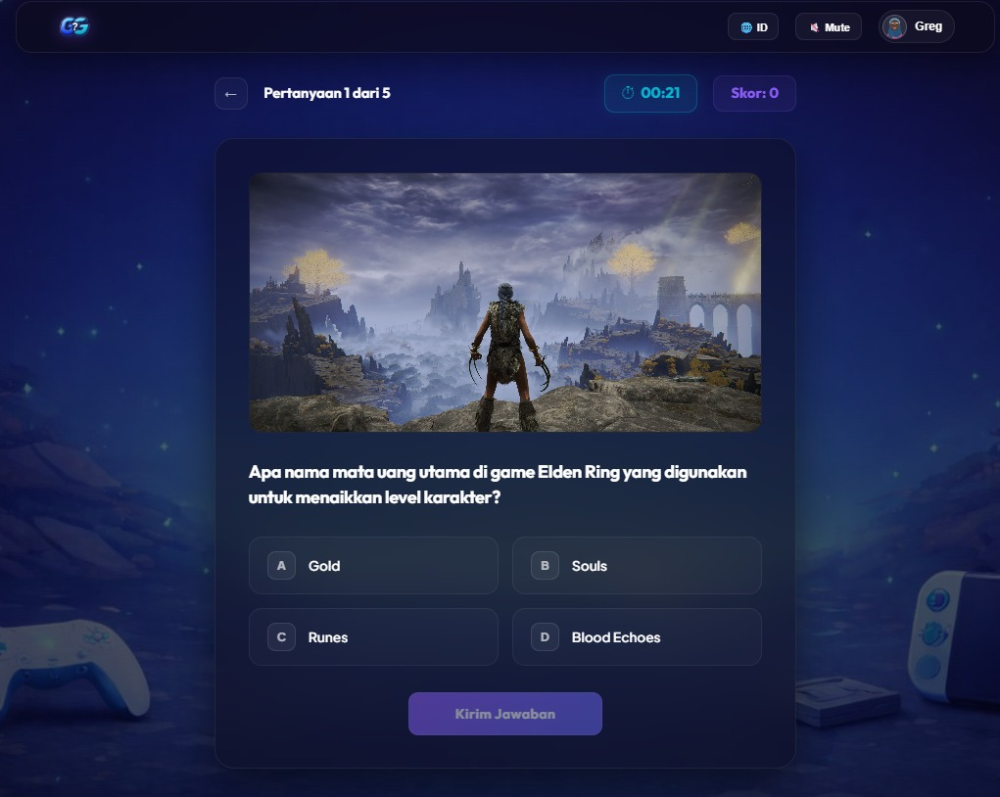 G?G
ID
Mute
Greg
←
Pertanyaan 1 dari 5
00:21
Skor: 0
Apa nama mata uang utama di game Elden Ring yang digunakan
untuk menaikkan level karakter?
A Gold
B Souls
C Runes
D Blood Echoes
Kirim Jawaban